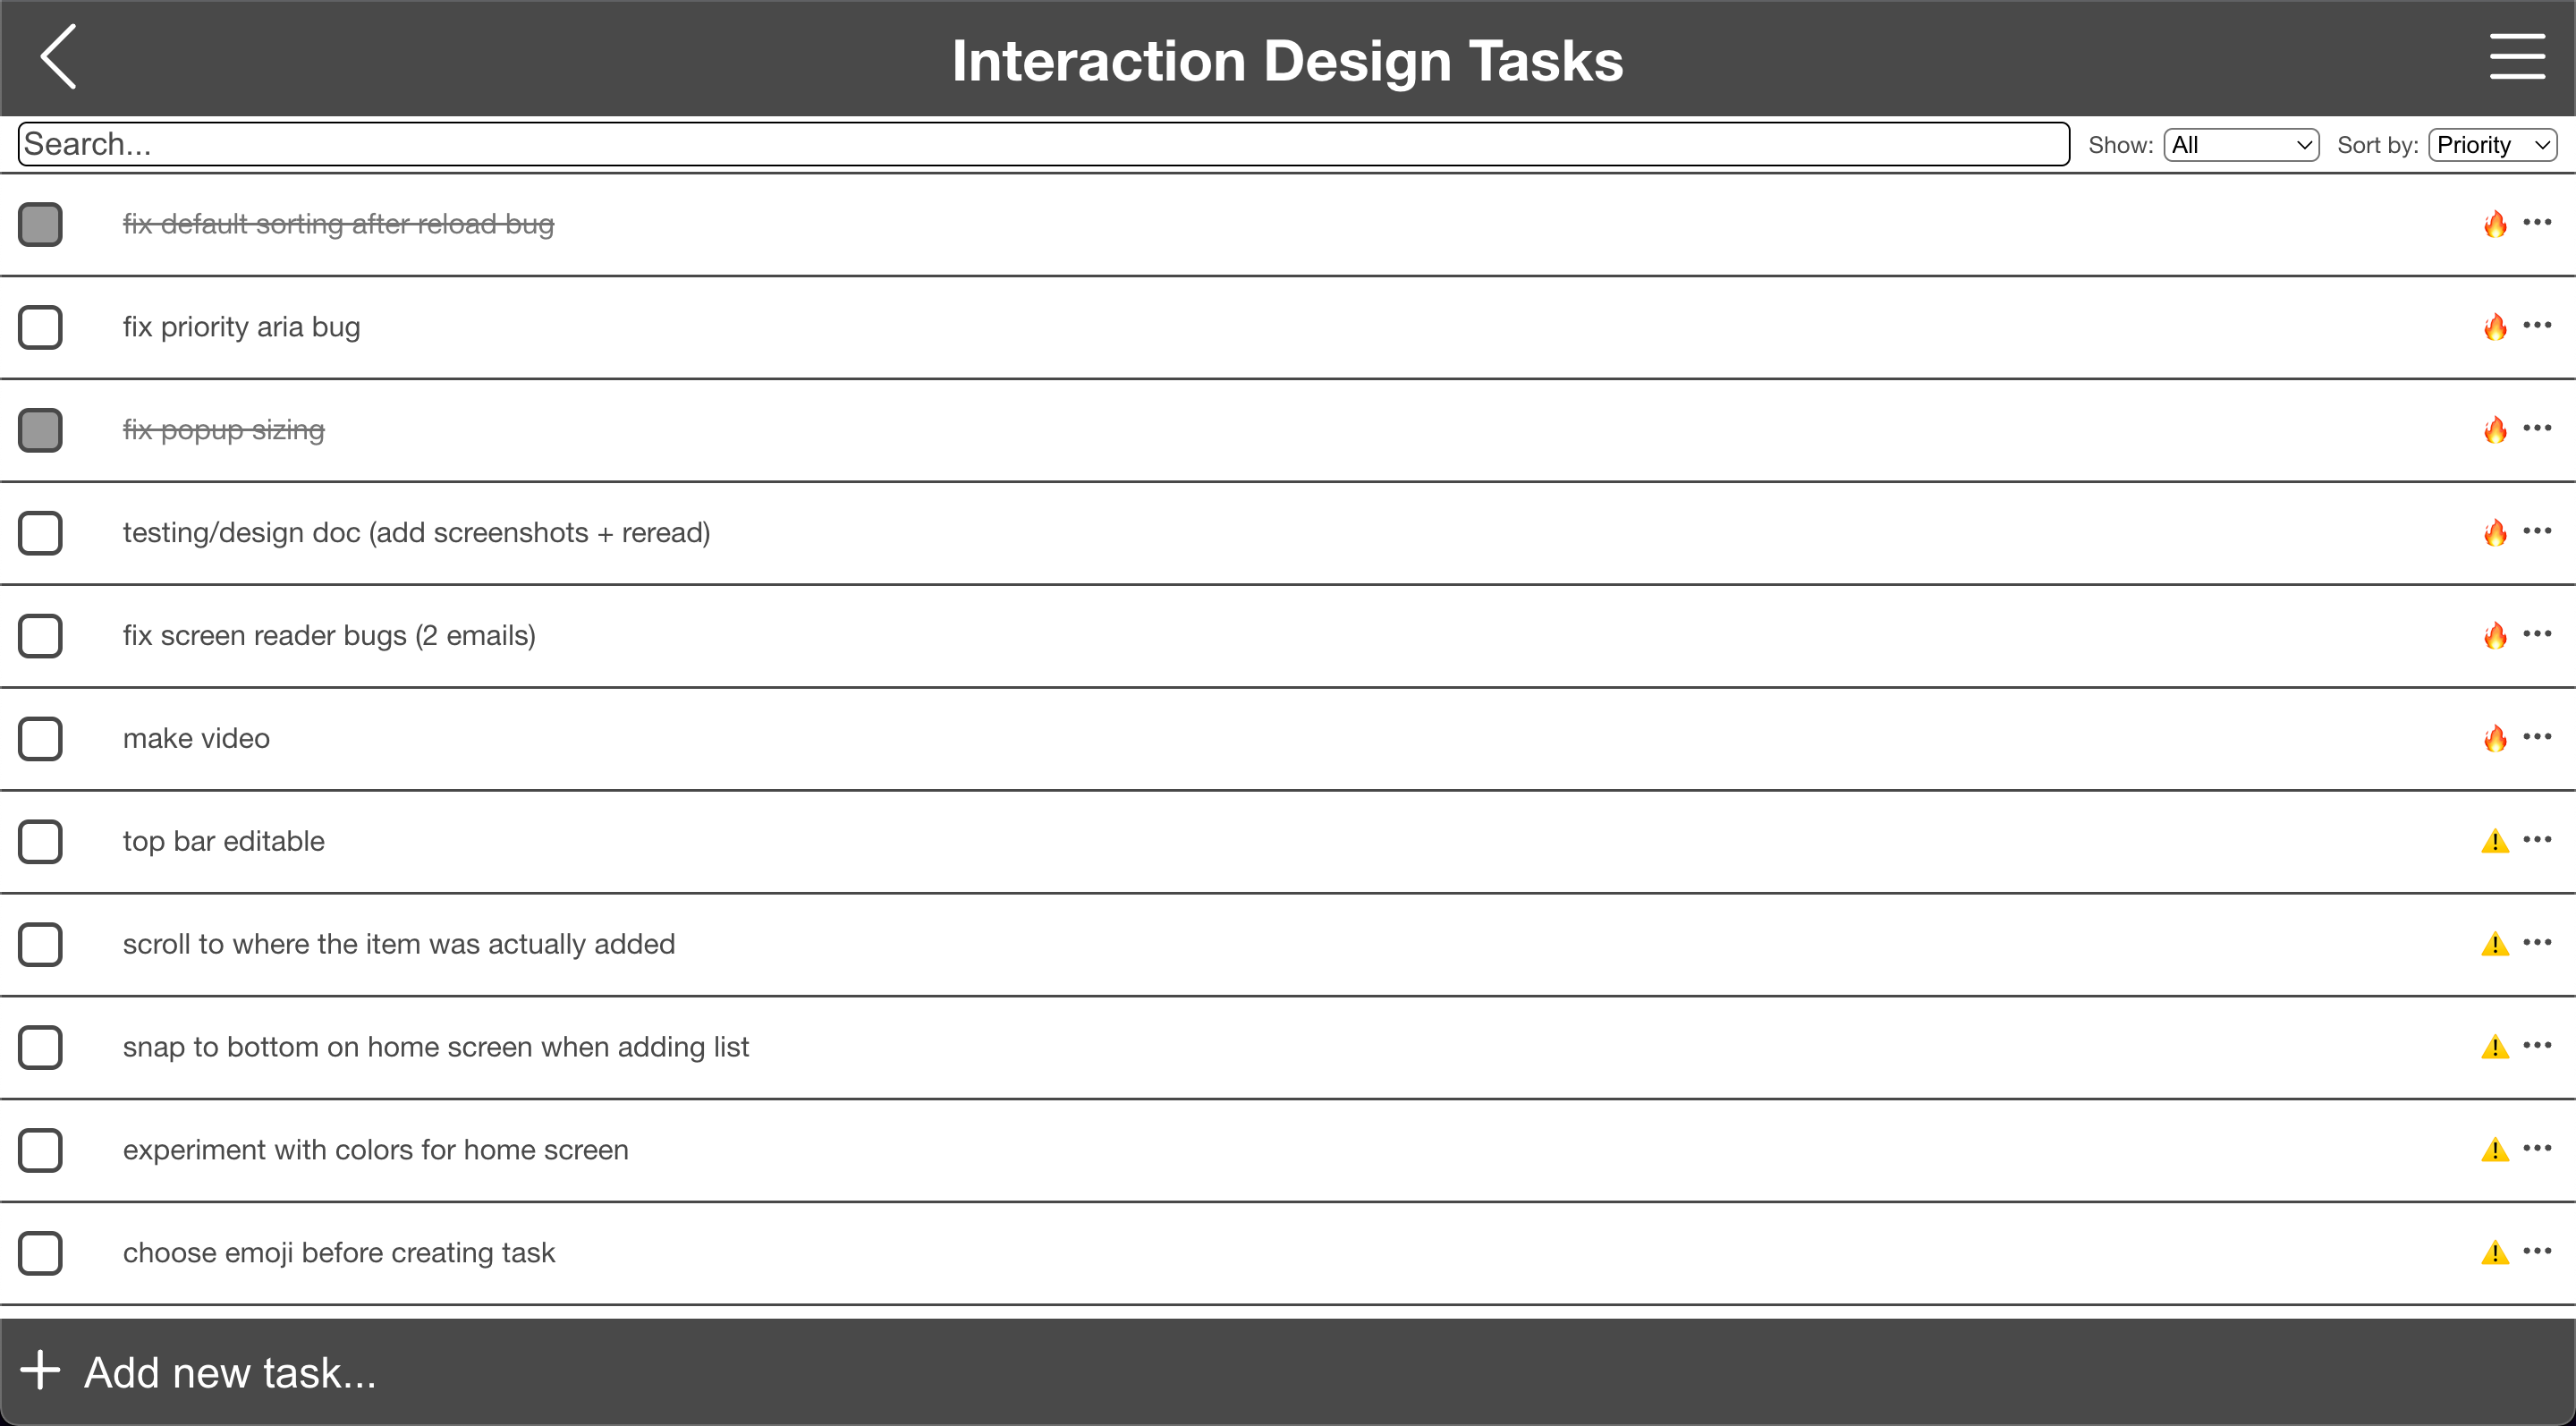 Interaction Design Tasks
Search...
Show: All Sort by: Priority
fix default sorting after reload bug
fix priority aria bug
fix popup sizing
testing/design doc (add screenshots + reread)
fix screen reader bugs (2 emails)
make video
top bar editable
scroll to where the item was actually added
snap to bottom on home screen when adding list
experiment with colors for home screen
choose emoji before creating task
Add new task...